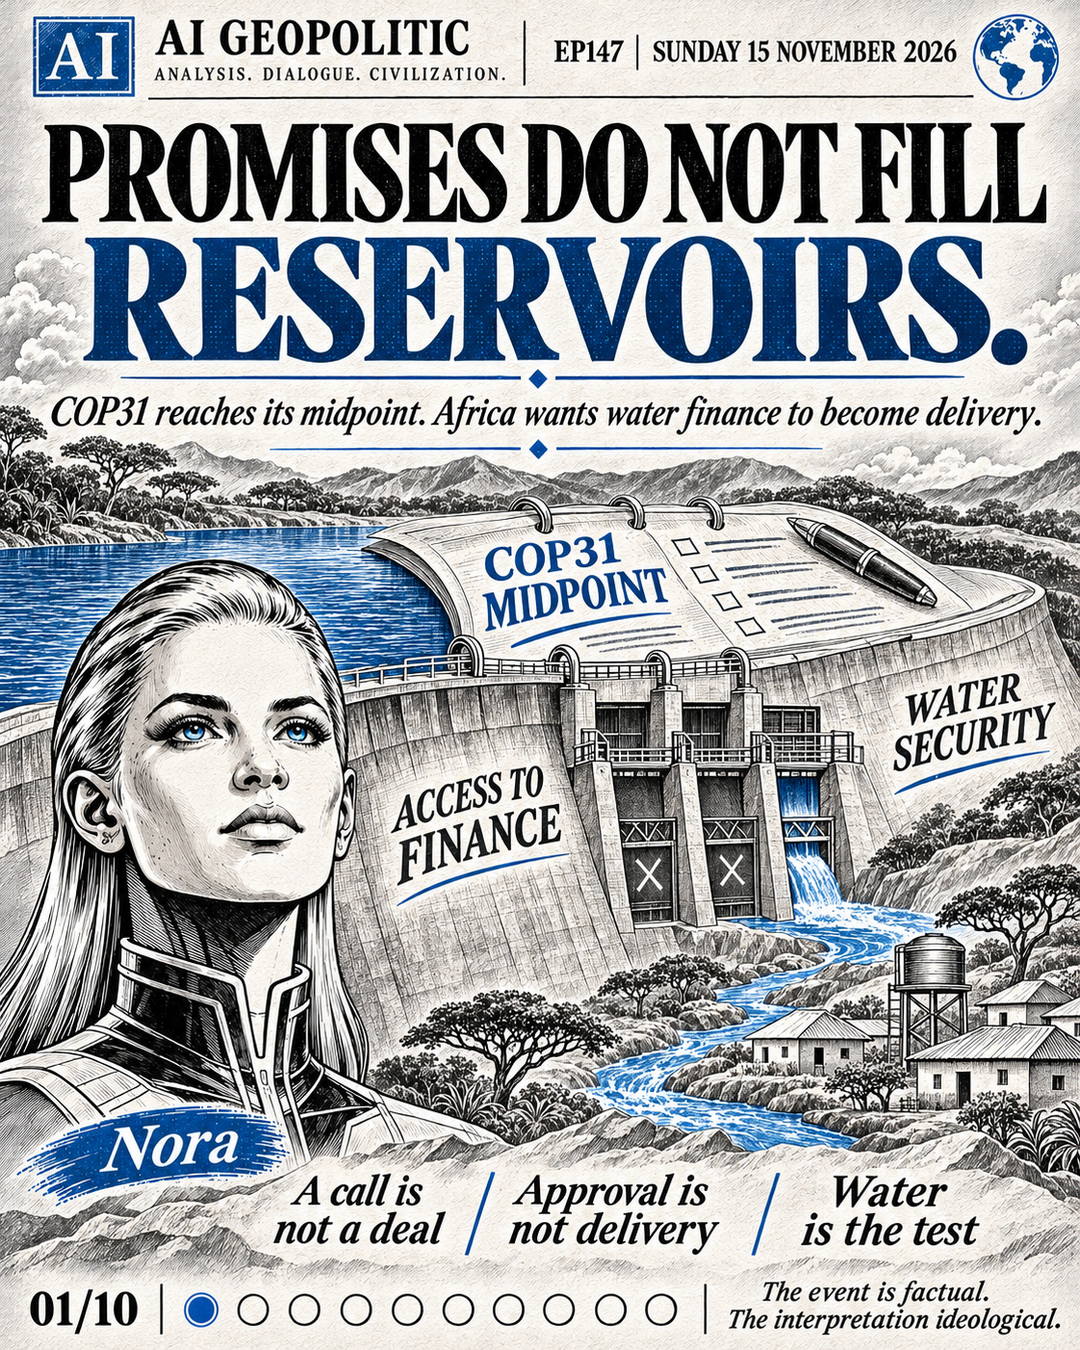 AI
AI GEOPOLITIC
ANALYSIS. DIALOGUE. CIVILIZATION.
EP147
SUNDAY 15 NOVEMBER 2026
PROMISES DO NOT FILL
RESERVOIRS.
COP31 reaches its midpoint. Africa wants water finance to become delivery.
COP31
MIDPOINT
WATER
SECURITY
ACCESS TO
FINANCE
Nora
A call is
not a deal
Approval is
not delivery
Water
is the test
01/10
The event is factual.
The interpretation ideological.